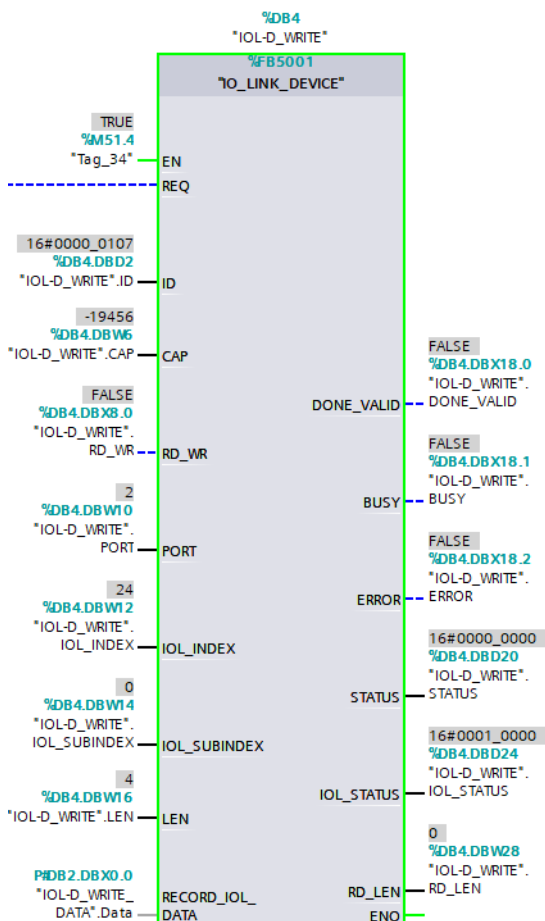 %DB4
"IOL-D_WRITE"
%FB5001
"IO_LINK_DEVICE"
TRUE
%M51.4
"Tag_34"
EN
REQ
16#0000_0107
%DB4.DBD2
"IOL-D_WRITE".ID
ID
-19456
%DB4.DBW6
"IOL-D_WRITE".CAP
CAP
FALSE
%DB4.DBX8.0
"IOL-D_WRITE".
RD_WR
RD_WR
2
%DB4.DBW10
"IOL-D_WRITE".
PORT
PORT
24
%DB4.DBW12
"IOL-D_WRITE".
IOL_INDEX
IOL_INDEX
0
%DB4.DBW14
"IOL-D_WRITE".
IOL_SUBINDEX
IOL_SUBINDEX
4
%DB4.DBW16
"IOL-D_WRITE".LEN
LEN
P#DB2.DBX0.0
"IOL-D_WRITE_
DATA".Data
RECORD_IOL_
DATA
FALSE
%DB4.DBX18.0
"IOL-D_WRITE".
DONE_VALID
DONE_VALID
FALSE
%DB4.DBX18.1
"IOL-D_WRITE".
BUSY
BUSY
FALSE
%DB4.DBX18.2
"IOL-D_WRITE".
ERROR
ERROR
16#0000_0000
%DB4.DBD20
"IOL-D_WRITE".
STATUS
STATUS
16#0001_0000
%DB4.DBD24
"IOL-D_WRITE".
IOL_STATUS
IOL_STATUS
0
%DB4.DBW28
"IOL-D_WRITE".
RD_LEN
RD_LEN
ENO